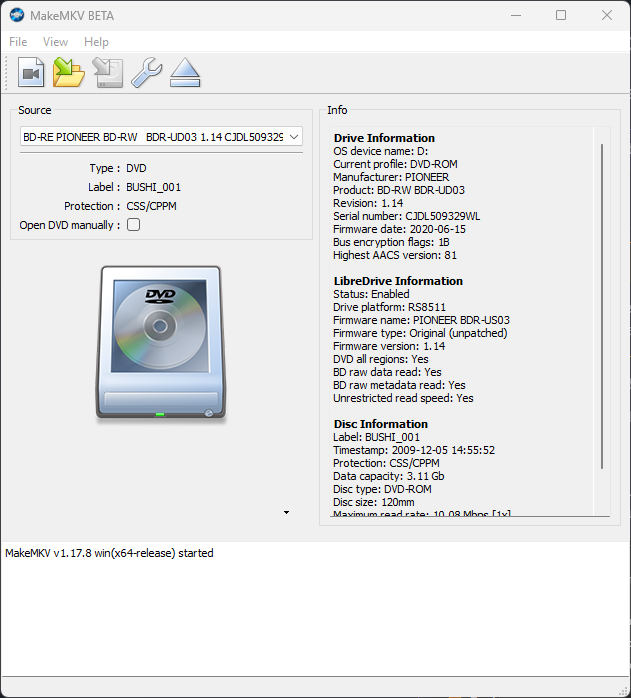 MakeMKV BETA
File View Help
Source
BD-RE PIONEER BD-RW BDR-UD03 1.14 CJDL509329
Type : DVD
Label : BUSHI_001
Protection : CSS/CPPM
Open DVD manually :
DVD
Info
Drive Information
OS device name: D:
Current profile: DVD-ROM
Manufacturer: PIONEER
Product: BD-RW BDR-UD03
Revision: 1.14
Serial number: CJDL509329WL
Firmware date: 2020-06-15
Bus encryption flags: 1B
Highest AACS version: 81
LibreDrive Information
Status: Enabled
Drive platform: RS8511
Firmware name: PIONEER BDR-US03
Firmware type: Original (unpatched)
Firmware version: 1.14
DVD all regions: Yes
BD raw data read: Yes
BD raw metadata read: Yes
Unrestricted read speed: Yes
Disc Information
Label: BUSHI_001
Timestamp: 2009-12-05 14:55:52
Protection: CSS/CPPM
Data capacity: 3.11 Gb
Disc type: DVD-ROM
Disc size: 120mm
Maximum read rate: 10.08 Mbps [1x]
MakeMKV v1.17.8 win(x64-release) started